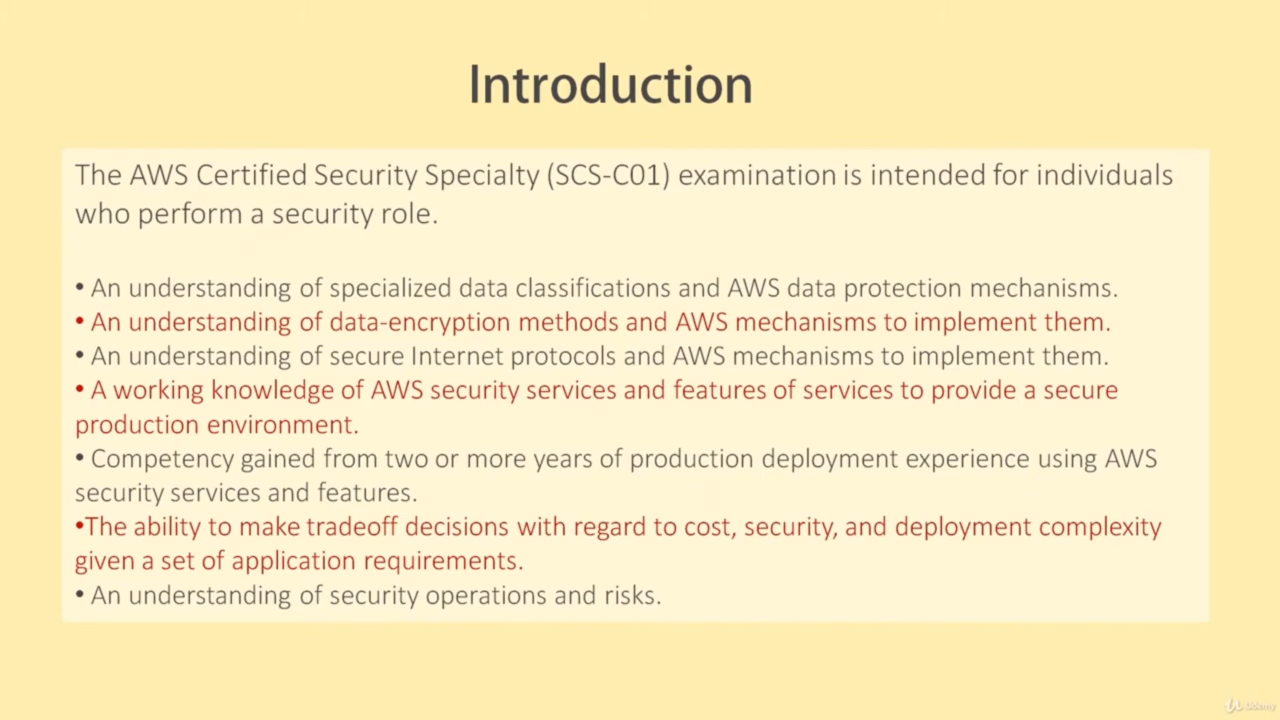 Introduction
The AWS Certified Security Specialty (SCS-C01) examination is intended for individuals
who perform a security role.
• An understanding of specialized data classifications and AWS data protection mechanisms.
• An understanding of data-encryption methods and AWS mechanisms to implement them.
• An understanding of secure Internet protocols and AWS mechanisms to implement them.
• A working knowledge of AWS security services and features of services to provide a secure
production environment.
• Competency gained from two or more years of production deployment experience using AWS
security services and features.
•The ability to make tradeoff decisions with regard to cost, security, and deployment complexity
given a set of application requirements.
• An understanding of security operations and risks.
Udemy